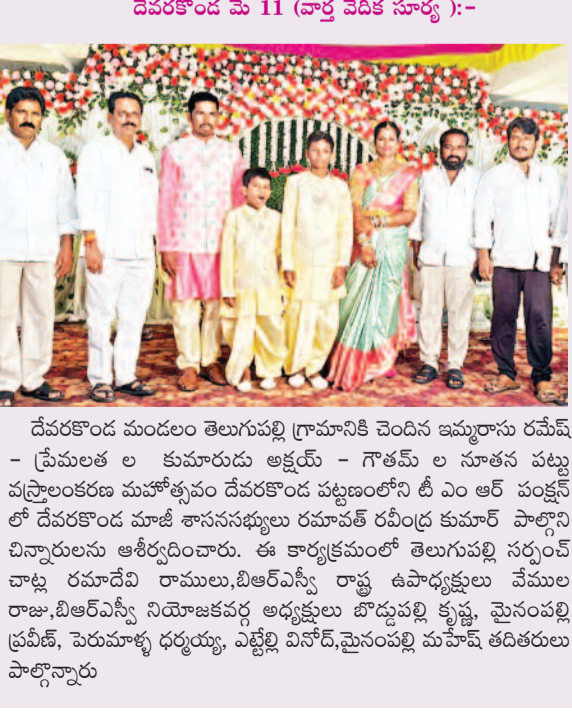 దేవరకొండ మే 11 (వార్త వేదిక సూర్య ):-
దేవరకొండ మండలం తెలుగుపల్లి గ్రామానికి చెందిన ఇమ్మరాసు రమేష్
- ప్రేమలత ల కుమారుడు అక్షయ్ - గౌతమ్ ల నూతన పట్టు
వస్త్రాలంకరణ మహోత్సవం దేవరకొండ పట్టణంలోని టీ ఎం ఆర్ పంక్షన్
లో దేవరకొండ మాజీ శాసనసభ్యులు రమావత్ రవీంద్ర కుమార్ పాల్గొని
చిన్నారులను ఆశీర్వదించారు. ఈ కార్యక్రమంలో తెలుగుపల్లి సర్పంచ్
చాట్ల రమాదేవి రాములు,బిఆర్ఎస్వీ రాష్ట్ర ఉపాధ్యక్షులు వేముల
రాజు,బిఆర్ఎస్వీ నియోజకవర్గ అధ్యక్షులు బొడ్డుపల్లి కృష్ణ, మైనంపల్లి
ప్రవీణ్, పెరుమాళ్ళ ధర్మయ్య, ఎట్టేల్లి వినోద్,మైనంపల్లి మహేష్ తదితరులు
పాల్గొన్నారు